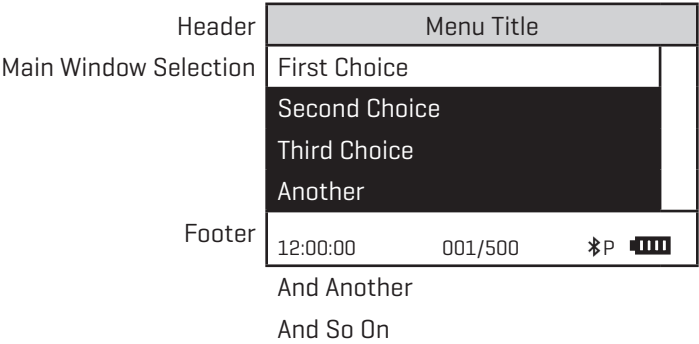 Header Menu Title
Main Window Selection First Choice
Second Choice
Third Choice
Another
Footer 12:00:00 001/500 P
And Another
And So On